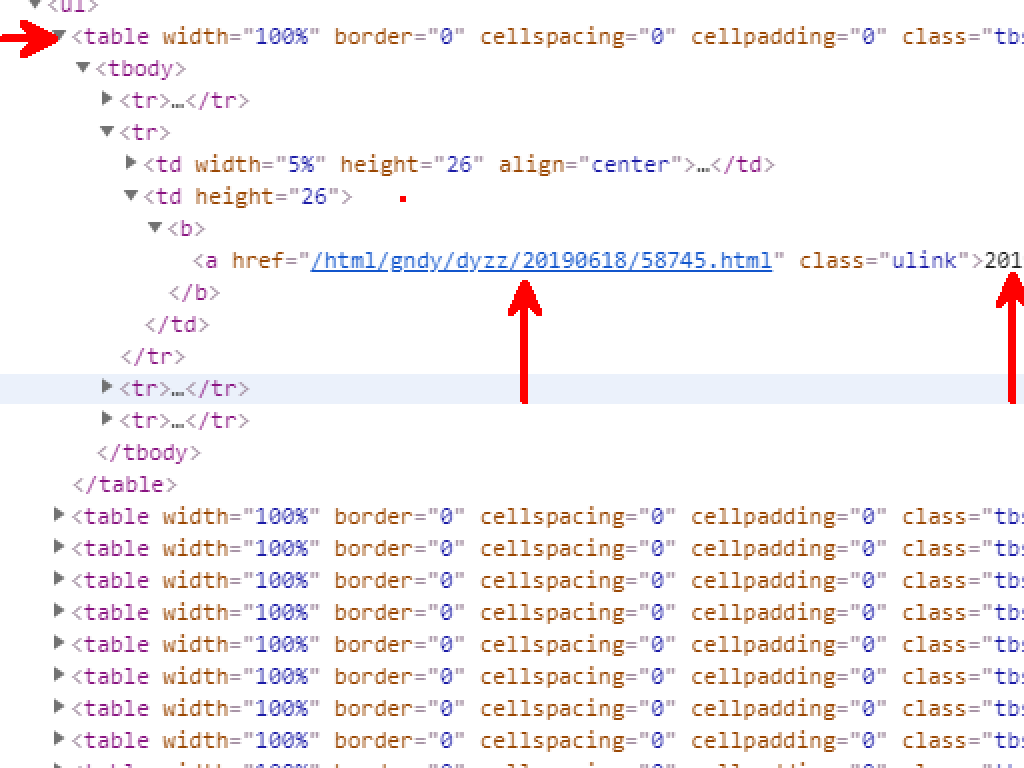 <ul>
<table width="100%" border="0" cellspacing="0" cellpadding="0" class="tbs
<tbody>
<tr>…</tr>
<tr>
<td width="5%" height="26" align="center">…</td>
<td height="26">
<b>
<a href="/html/gndy/dyzz/20190618/58745.html" class="ulink">201
</b>
</td>
</tr>
<tr>…</tr>
<tr>…</tr>
</tbody>
</table>
<table width="100%" border="0" cellspacing="0" cellpadding="0" class="tbs
<table width="100%" border="0" cellspacing="0" cellpadding="0" class="tbs
<table width="100%" border="0" cellspacing="0" cellpadding="0" class="tbs
<table width="100%" border="0" cellspacing="0" cellpadding="0" class="tbs
<table width="100%" border="0" cellspacing="0" cellpadding="0" class="tbs
<table width="100%" border="0" cellspacing="0" cellpadding="0" class="tbs
<table width="100%" border="0" cellspacing="0" cellpadding="0" class="tbs
<table width="100%" border="0" cellspacing="0" cellpadding="0" class="tbs